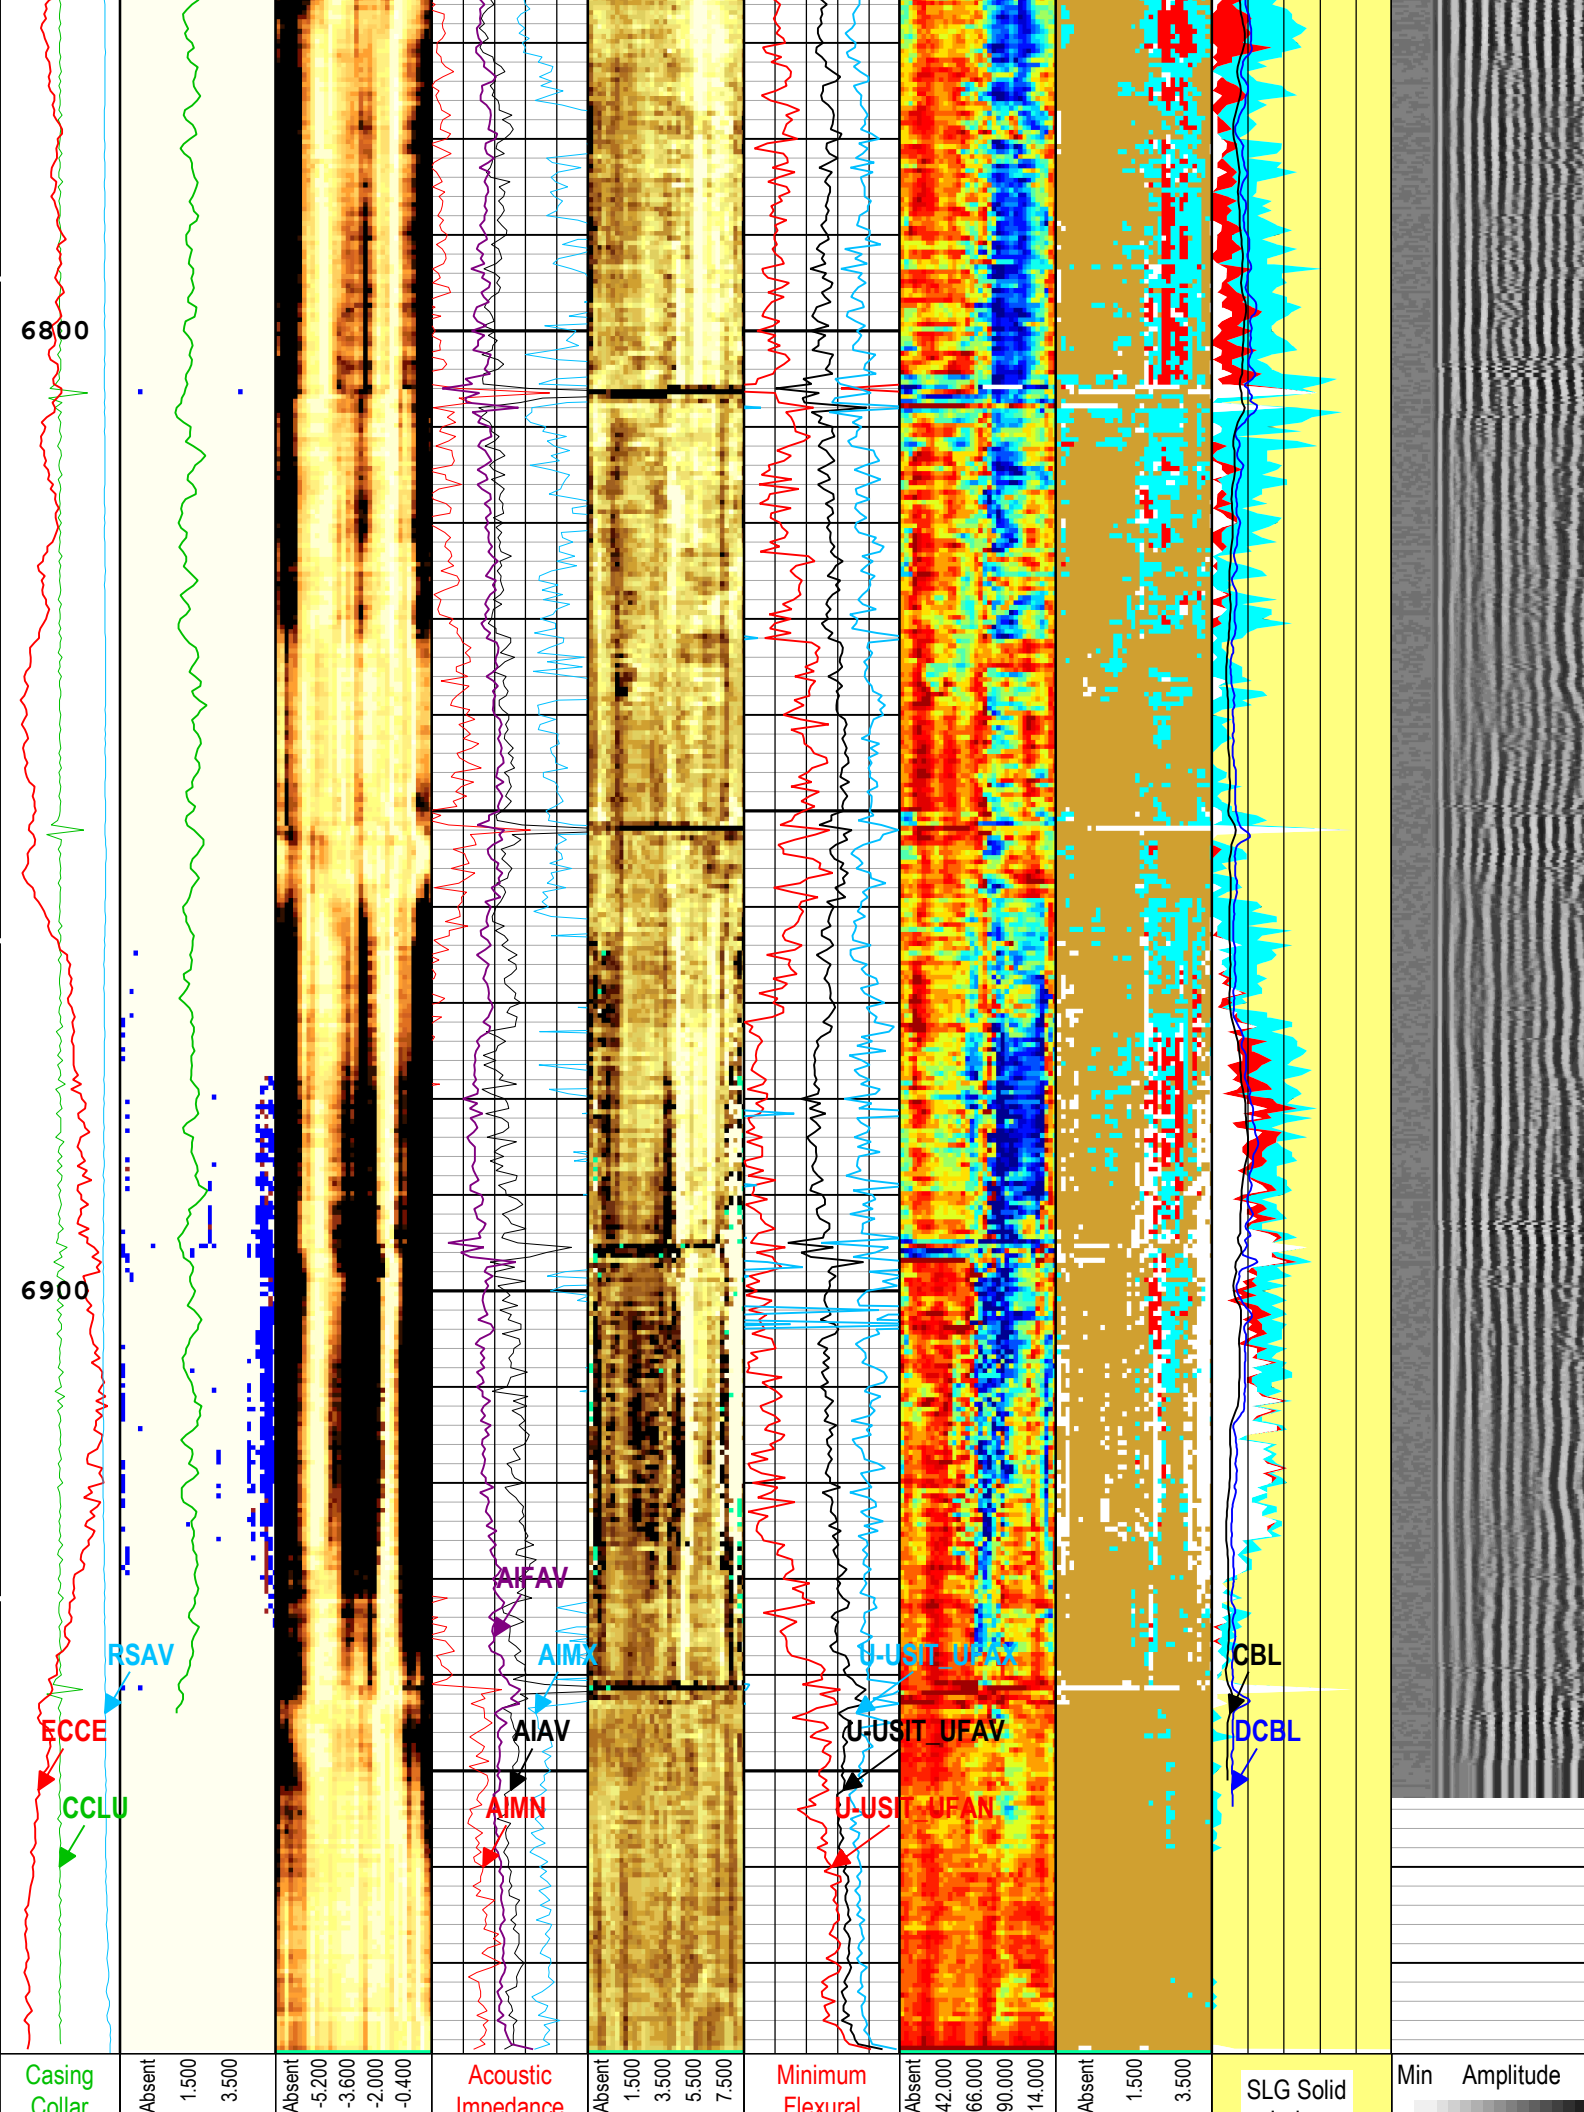 6800
6900
AIFAV
RSAV
AIMX
U-USIT_UFAX
CBL
ECCE
AIAV
U-USIT_UFAV
DCBL
CCLU
AIMN
U-USIT_UFAN
Casing
Collar
Absent
1.500
3.500
Absent
-5.200
-3.600
-2.000
-0.400
Acoustic
Impedance
Absent
1.500
3.500
5.500
7.500
Minimum
Flexural
Absent
42.000
66.000
90.000
14.000
Absent
1.500
3.500
SLG Solid
Min Amplitude